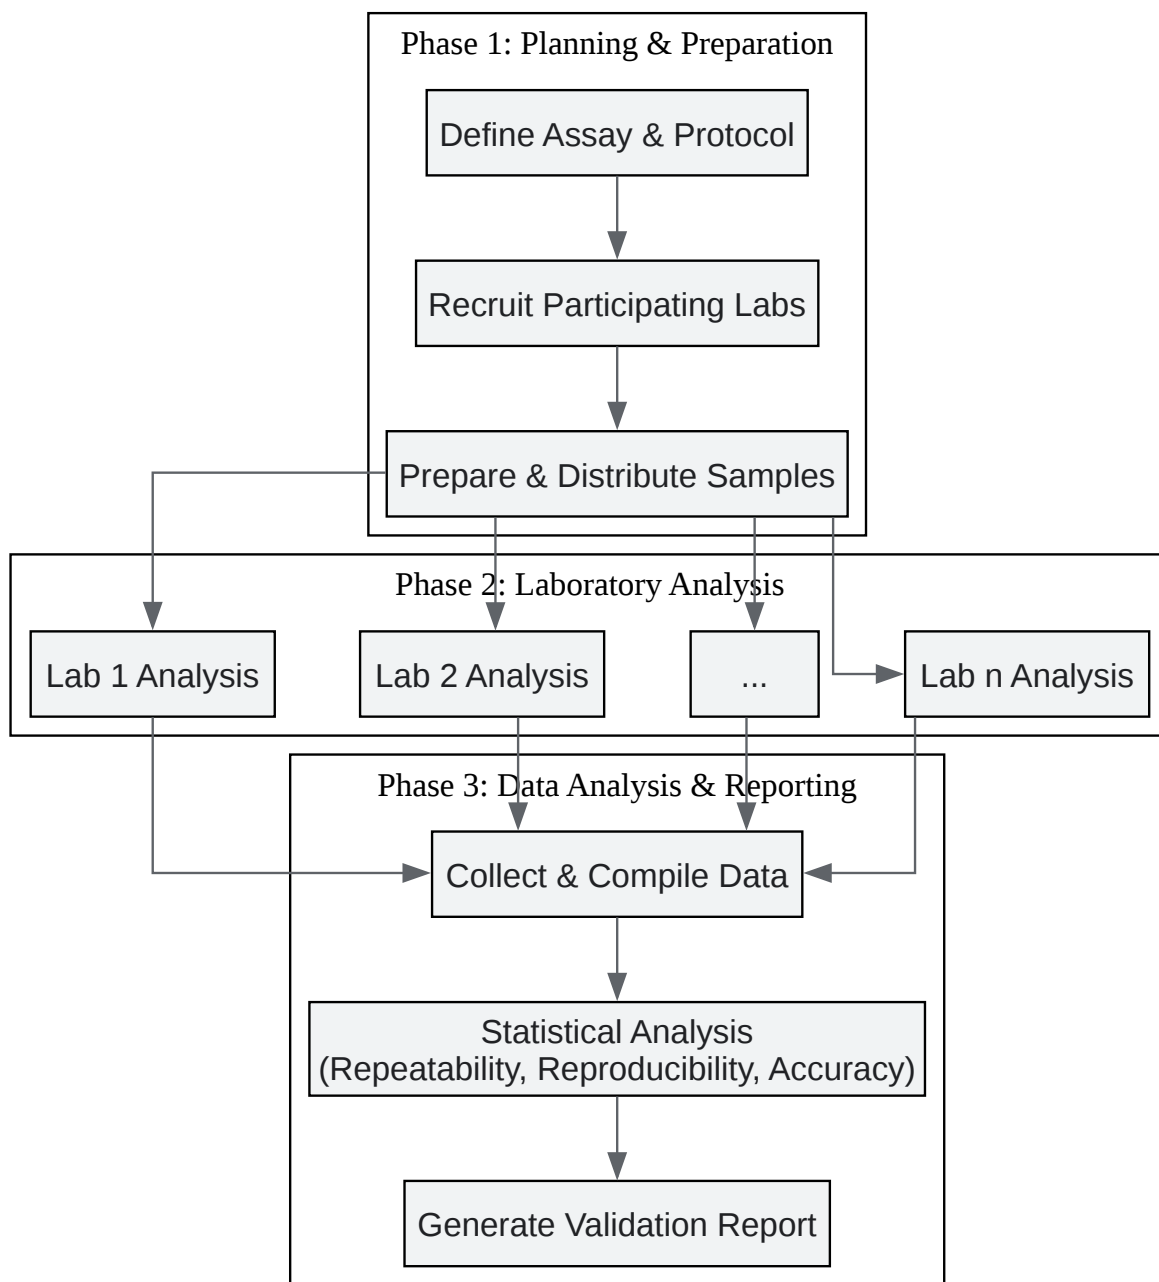 Phase 1: Planning & Preparation
Define Assay & Protocol
Recruit Participating Labs
Prepare & Distribute Samples
Phase 2: Laboratory Analysis
Lab 1 Analysis
Lab 2 Analysis
...
Lab n Analysis
Phase 3: Data Analysis & Reporting
Collect & Compile Data
Statistical Analysis
(Repeatability, Reproducibility, Accuracy)
Generate Validation Report